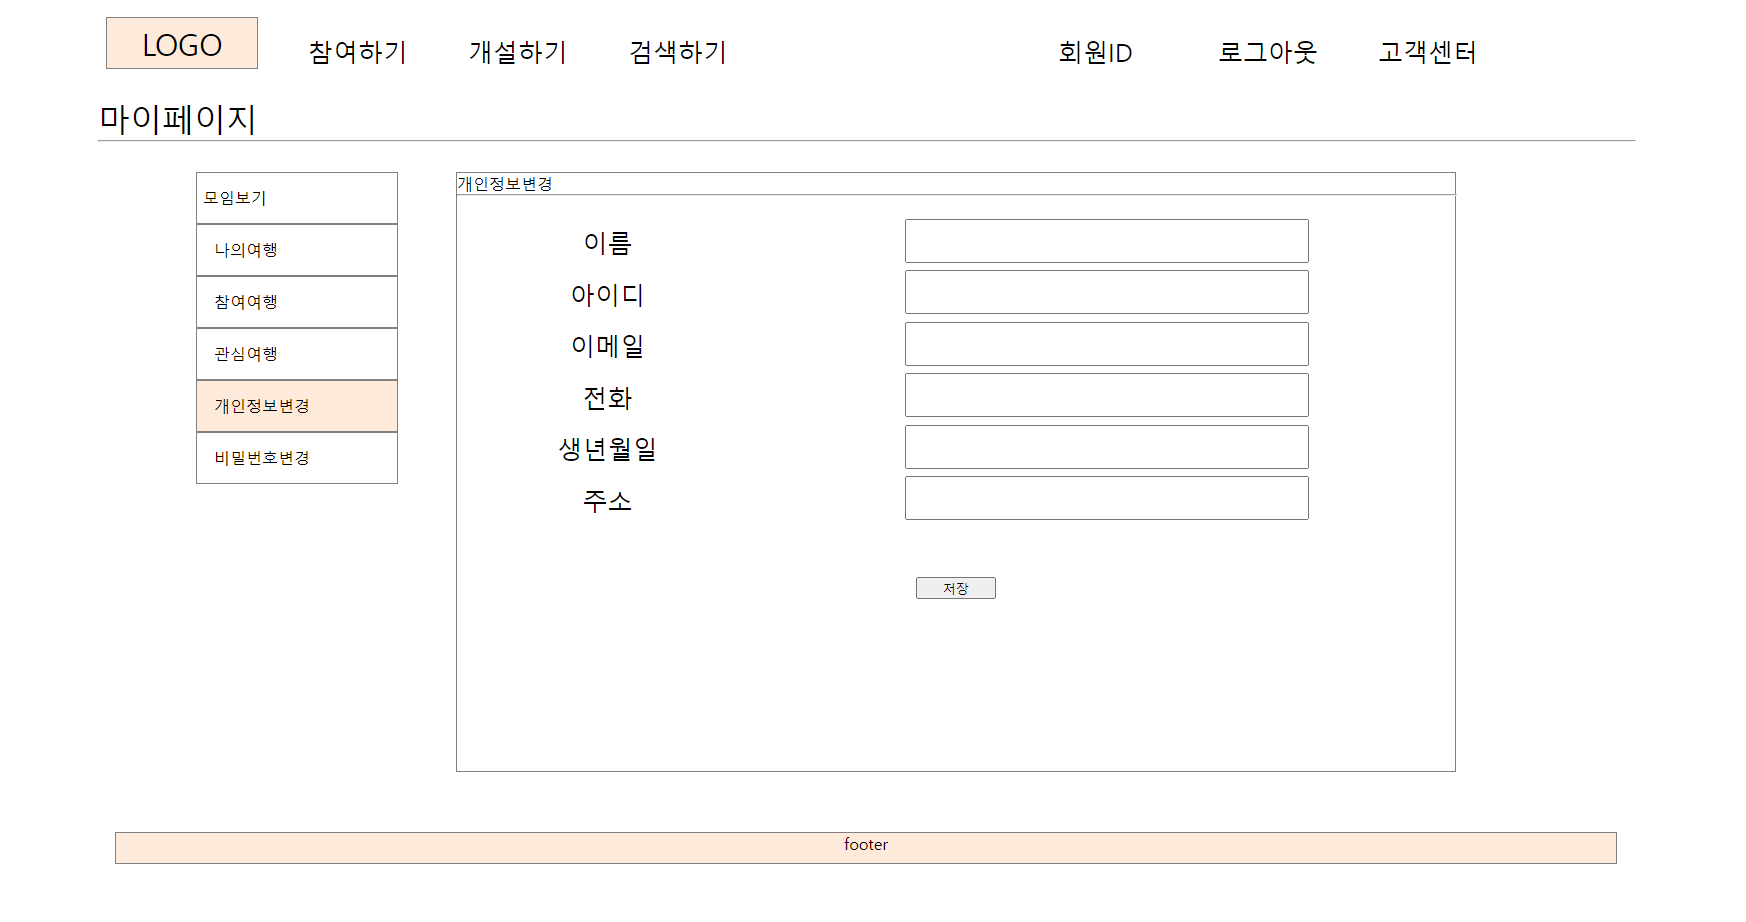 LOGO 참여하기 개설하기 검색하기 회원ID 로그아웃 고객센터
마이페이지
모임보기
나의여행
참여여행
관심여행
개인정보변경
비밀번호변경
개인정보변경
이름
아이디
이메일
전화
생년월일
주소
저장
footer